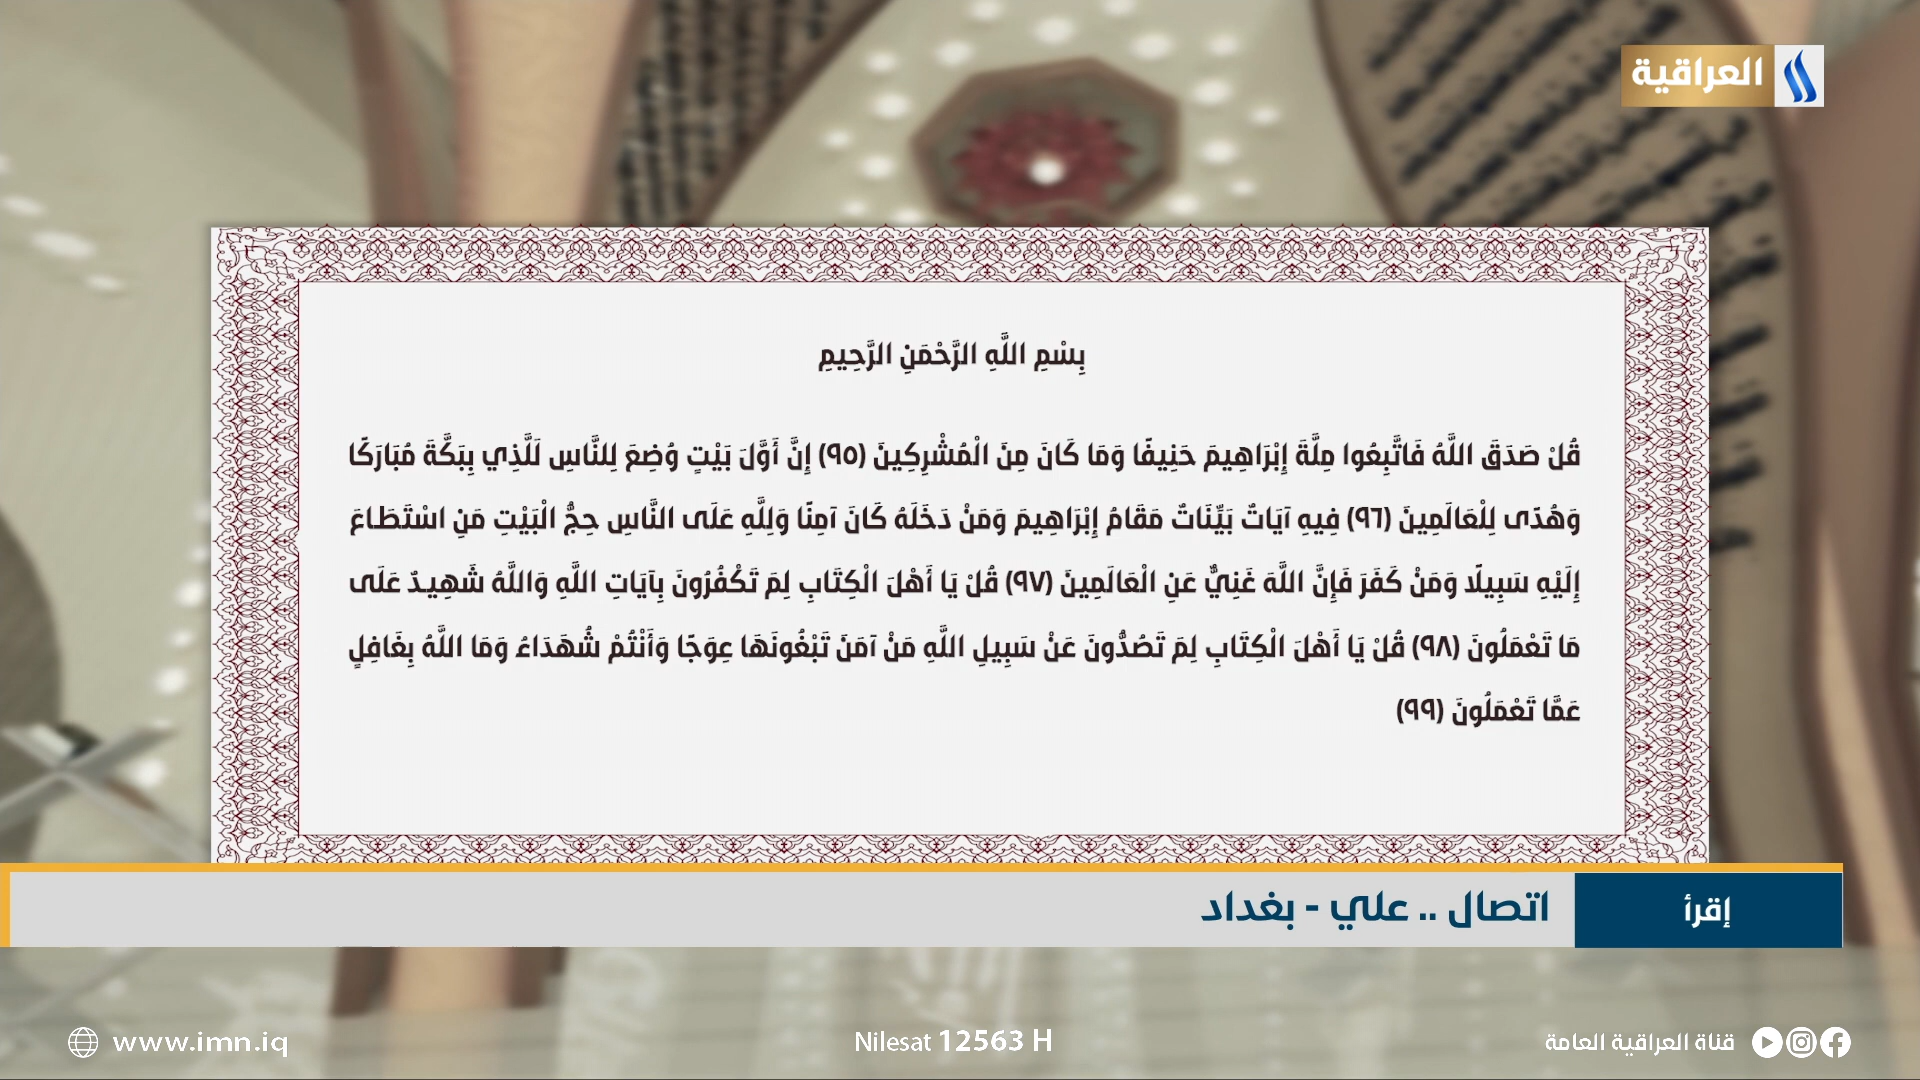 العراقية
بِسْمِ اللَّهِ الرَّحْمَنِ الرَّحِيمِ
قُلْ صَدَقَ اللَّهُ فَاتَّبِعُوا مِلَّةَ إِبْرَاهِيمَ حَنِيفًا وَمَا كَانَ مِنَ الْمُشْرِكِينَ (٩٥) إِنَّ أَوَّلَ بَيْتٍ وُضِعَ لِلنَّاسِ لَلَّذِي بِبَكَّةَ مُبَارَكًا
وَهُدًى لِلْعَالَمِينَ (٩٦) فِيهِ آيَاتٌ بَيِّنَاتٌ مَقَامُ إِبْرَاهِيمَ وَمَنْ دَخَلَهُ كَانَ آمِنًا وَلِلَّهِ عَلَى النَّاسِ حِجُّ الْبَيْتِ مَنِ اسْتَطَاعَ
إِلَيْهِ سَبِيلًا وَمَنْ كَفَرَ فَإِنَّ اللَّهَ غَنِيٌّ عَنِ الْعَالَمِينَ (٩٧) قُلْ يَا أَهْلَ الْكِتَابِ لِمَ تَكْفُرُونَ بِآيَاتِ اللَّهِ وَاللَّهُ شَهِيدٌ عَلَى
مَا تَعْمَلُونَ (٩٨) قُلْ يَا أَهْلَ الْكِتَابِ لِمَ تَصُدُّونَ عَنْ سَبِيلِ اللَّهِ مَنْ آمَنَ تَبْغُونَهَا عِوَجًا وَأَنْتُمْ شُهَدَاءُ وَمَا اللَّهُ بِغَافِلٍ
عَمَّا تَعْمَلُونَ (٩٩)
إقرأ
اتصال .. علي - بغداد
قناة العراقية العامة
Nilesat 12563 H
www.imn.iq